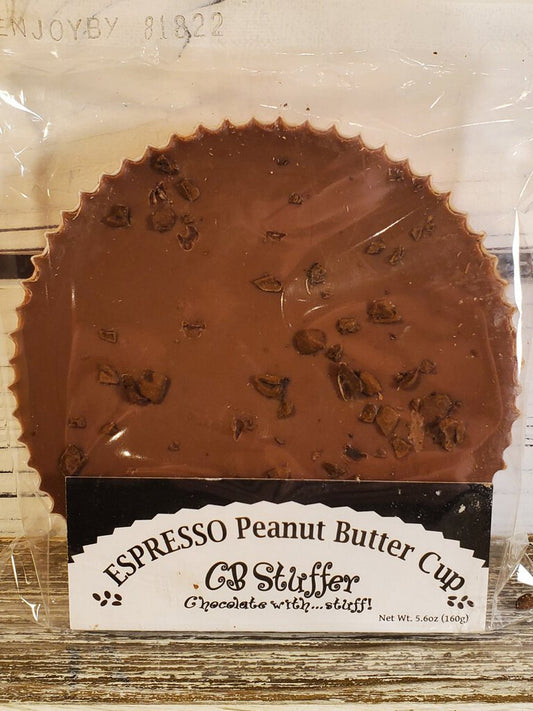 ENJOYBY 81822
ESPRESSO Peanut Butter Cup
CB Stuffer
Chocolate with...stuff!
Net Wt. 5.6oz (160g)